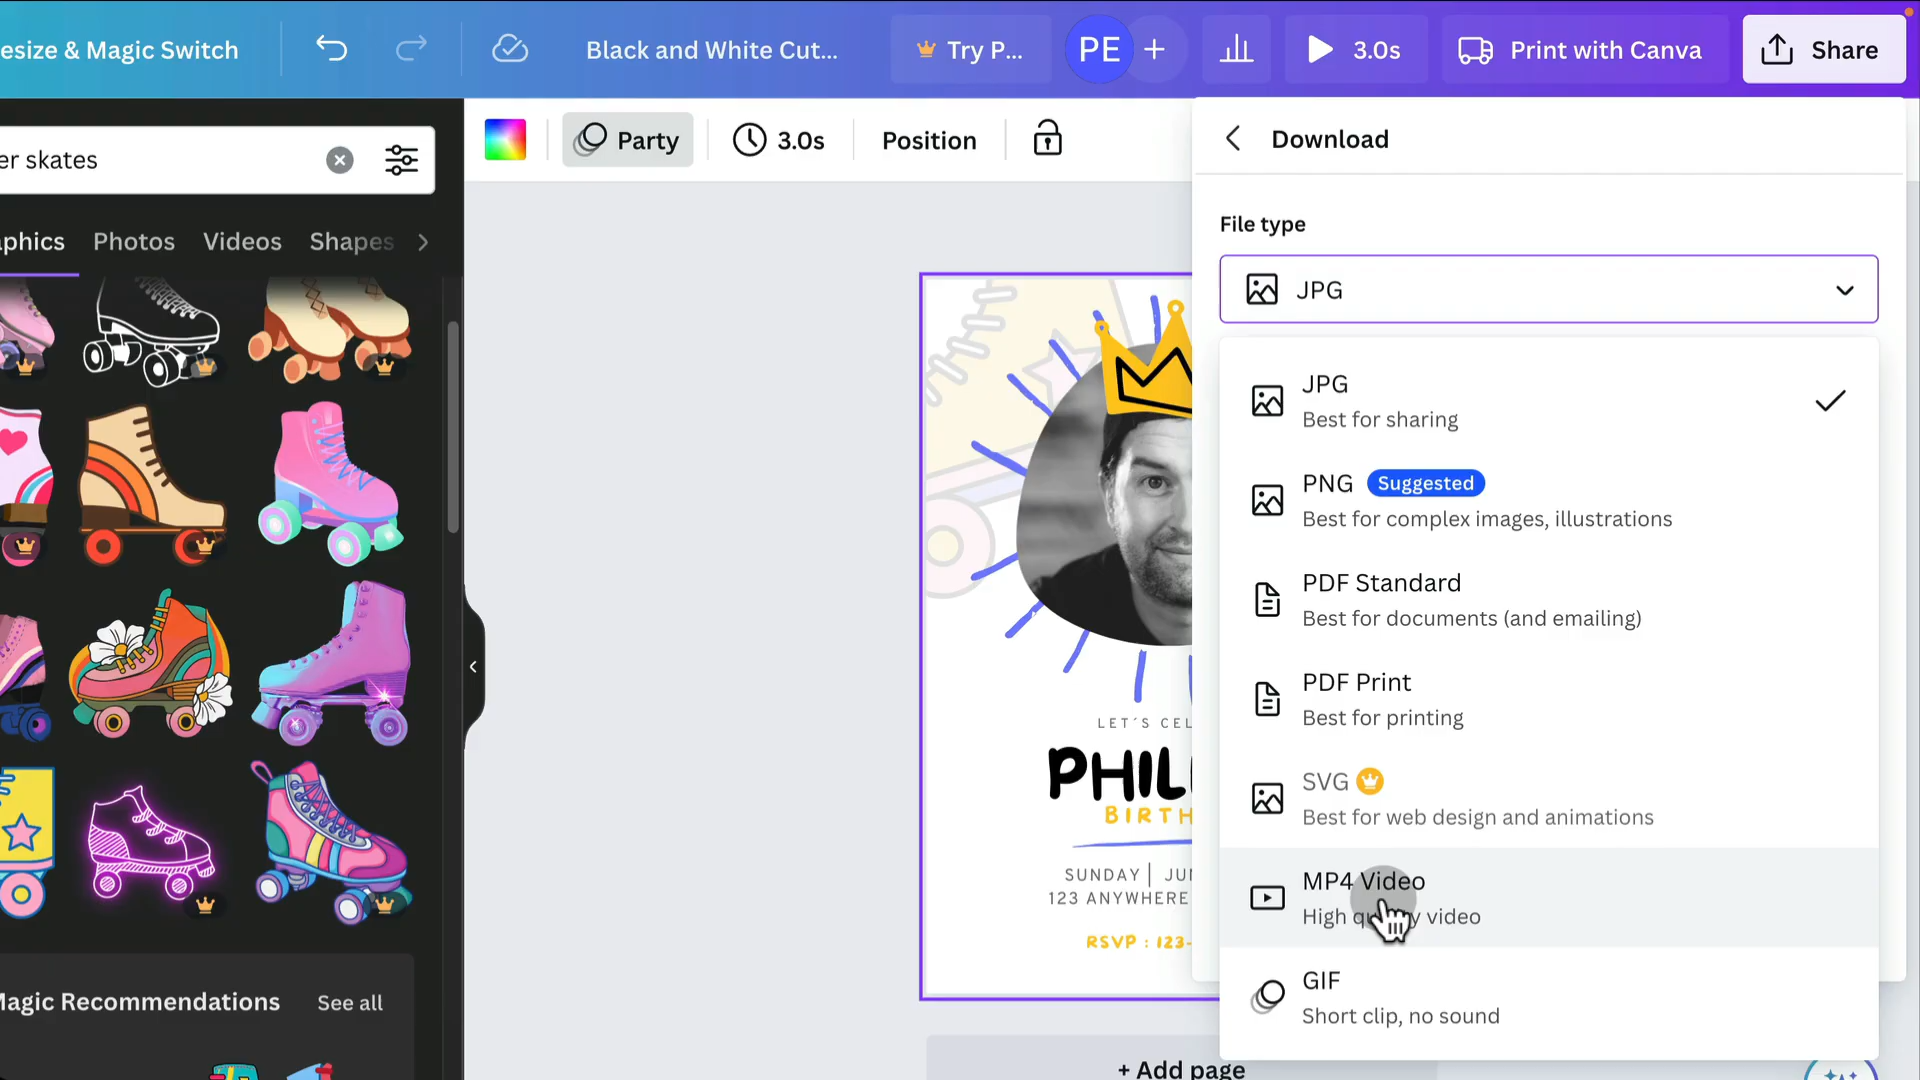 esize & Magic Switch
Black and White Cut...
Try P...
PE
3.0s
Print with Canva
Share
er skates
Party
3.0s
Position
Download
aphics
Photos
Videos
Shapes
File type
JPG
JPG
Best for sharing
PNG
Suggested
Best for complex images, illustrations
PDF Standard
Best for documents (and emailing)
PDF Print
Best for printing
SVG
Best for web design and animations
MP4 Video
High quality video
GIF
Short clip, no sound
LET'S CEL
PHIL
BIRTH
SUNDAY | JUN
123 ANYWHERE
RSVP : 123-
Magic Recommendations
See all
+ Add page